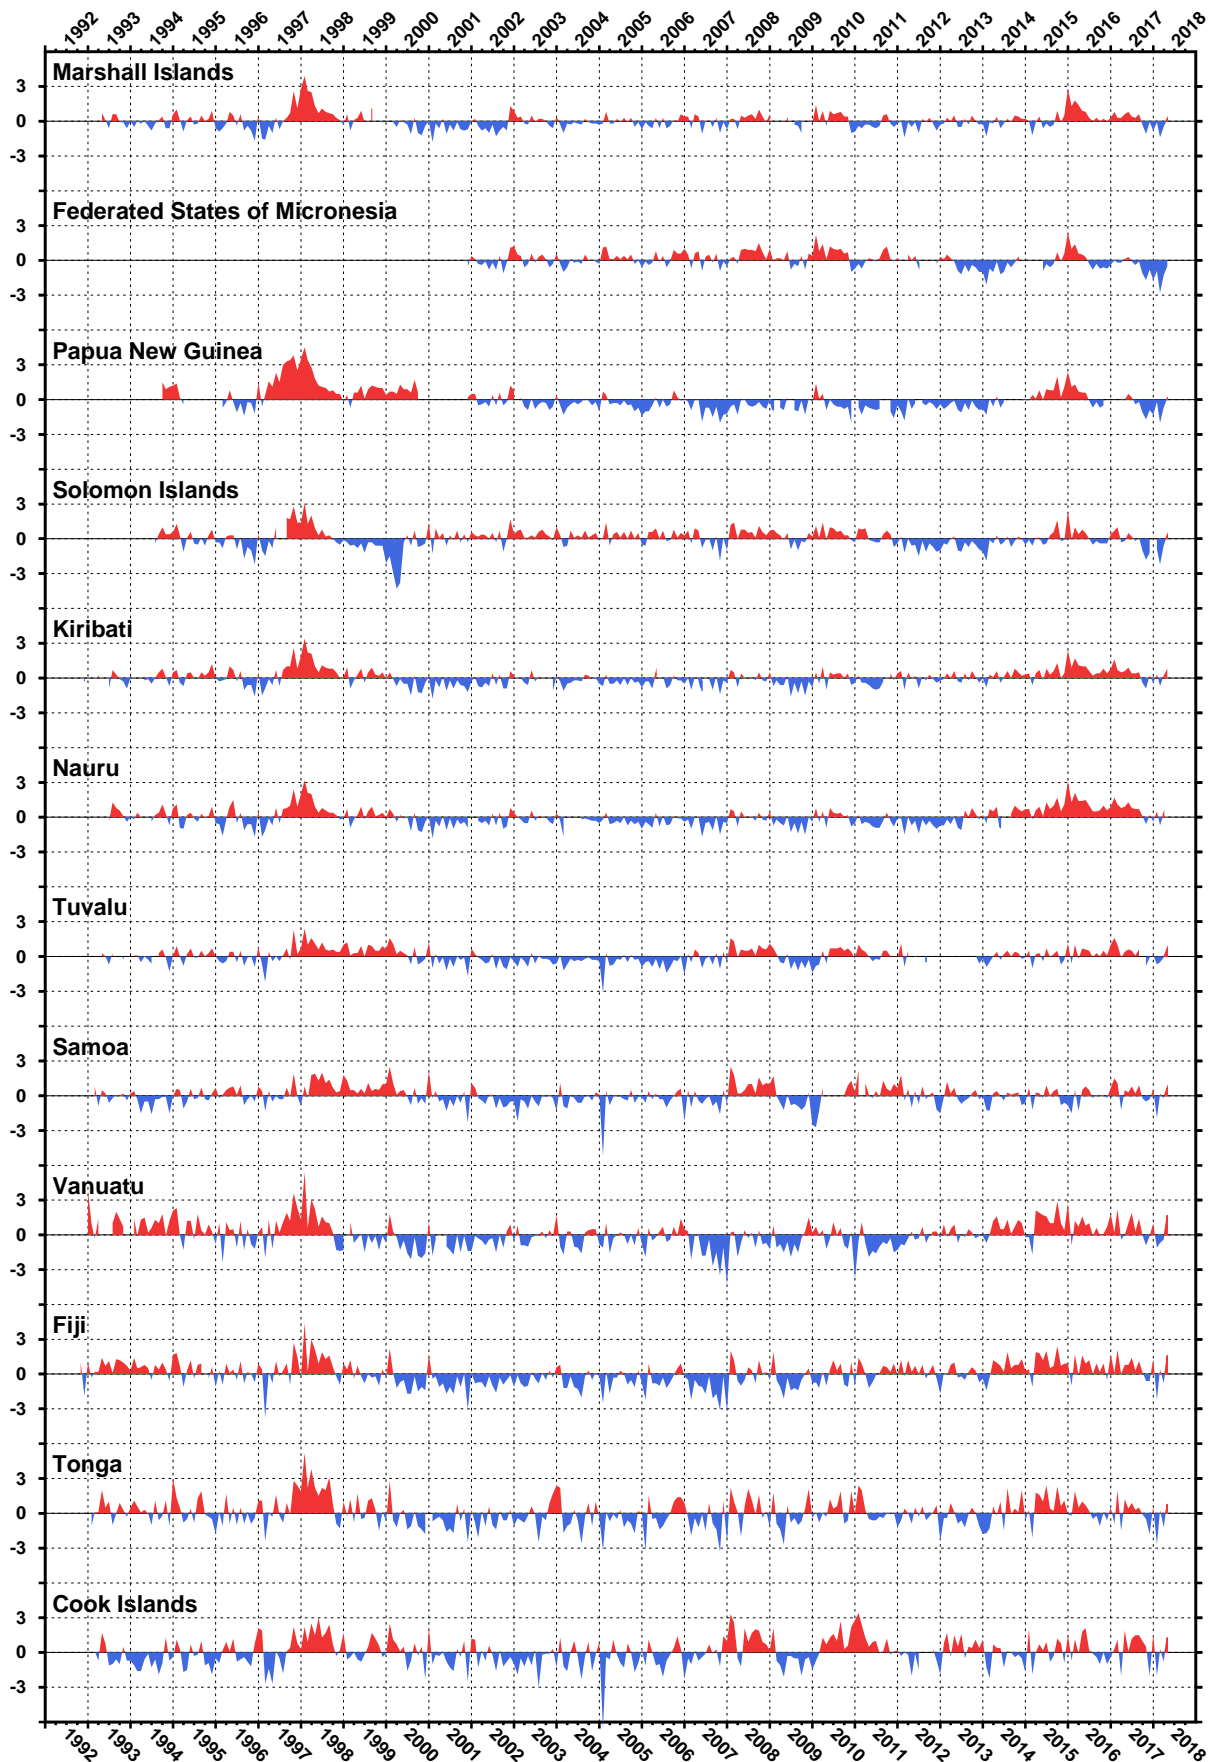 1992 1993 1994 1995 1996 1997 1998 1999 2000 2001 2002 2003 2004 2005 2006 2007 2008 2009 2010 2011 2012 2013 2014 2015 2016 2017 2018
Marshall Islands
3
0
-3
Federated States of Micronesia
3
0
-3
Papua New Guinea
3
0
-3
Solomon Islands
3
0
-3
Kiribati
3
0
-3
Nauru
3
0
-3
Tuvalu
3
0
-3
Samoa
3
0
-3
Vanuatu
3
0
-3
Fiji
3
0
-3
Tonga
3
0
-3
Cook Islands
3
0
-3
1992 1993 1994 1995 1996 1997 1998 1999 2000 2001 2002 2003 2004 2005 2006 2007 2008 2009 2010 2011 2012 2013 2014 2015 2016 2017 2018